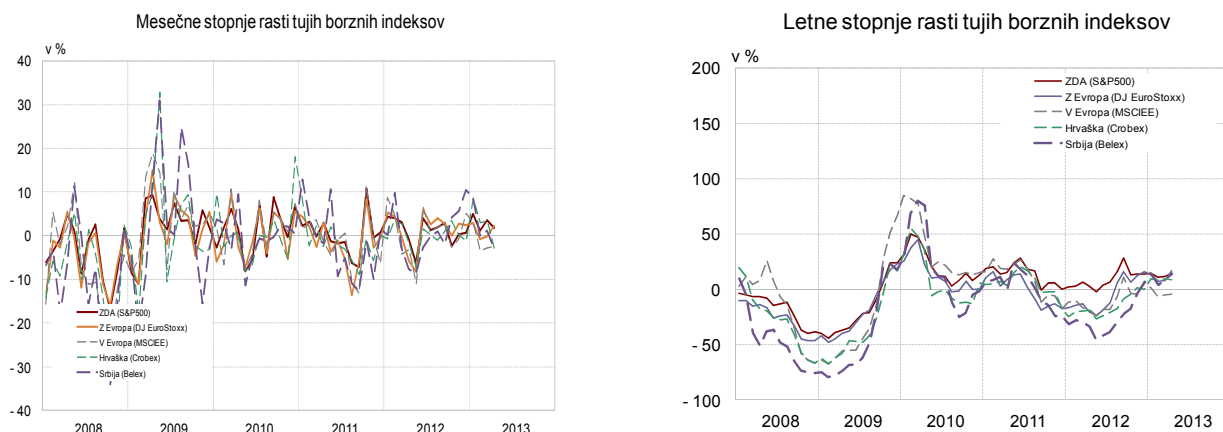 Mesečne stopnje rasti tujih borznih indeksov
v %
40
30
20
10
0
- 10
- 20
- 30
- 40
ZDA (S&P500)
Z Evropa (DJ EuroStoxx)
V Evropa (MSCIEE)
Hrvaška (Crobex)
Srbija (Belex)
2008 2009 2010 2011 2012 2013
Letne stopnje rasti tujih borznih indeksov
v %
200
150
100
50
0
- 50
- 100
ZDA (S&P500)
Z Evropa (DJ EuroStoxx)
V Evropa (MSCIEE)
Hrvaška (Crobex)
Srbija (Belex)
2008 2009 2010 2011 2012 2013